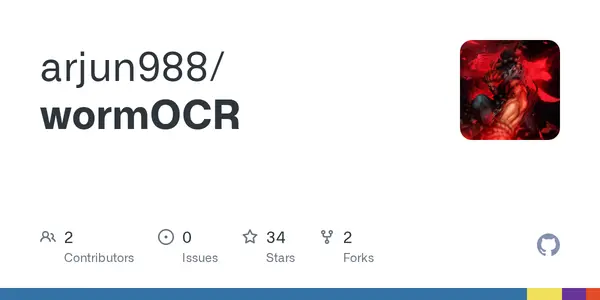 arjun988/
wormOCR
2
Contributors
0
Issues
34
Stars
2
Forks